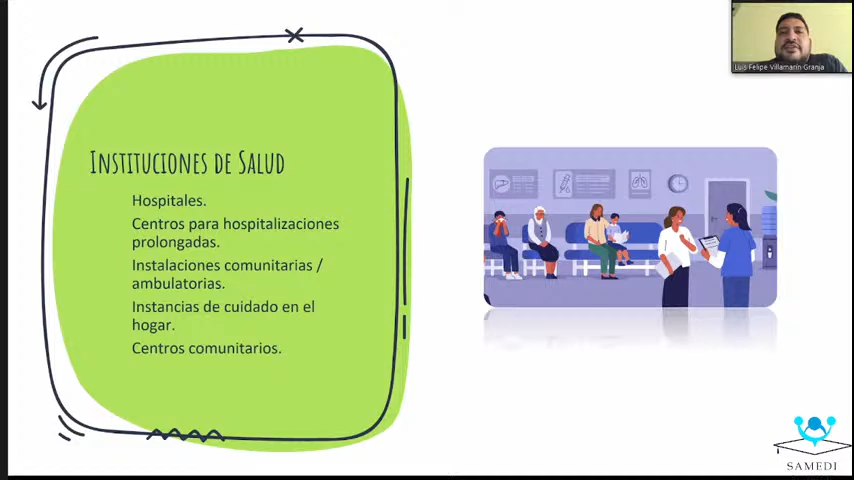 Luis Felipe Villamarín Granja
Instituciones de Salud
Hospitales.
Centros para hospitalizaciones
prolongadas.
Instalaciones comunitarias /
ambulatorias.
Instancias de cuidado en el
hogar.
Centros comunitarios.
SAMEDI